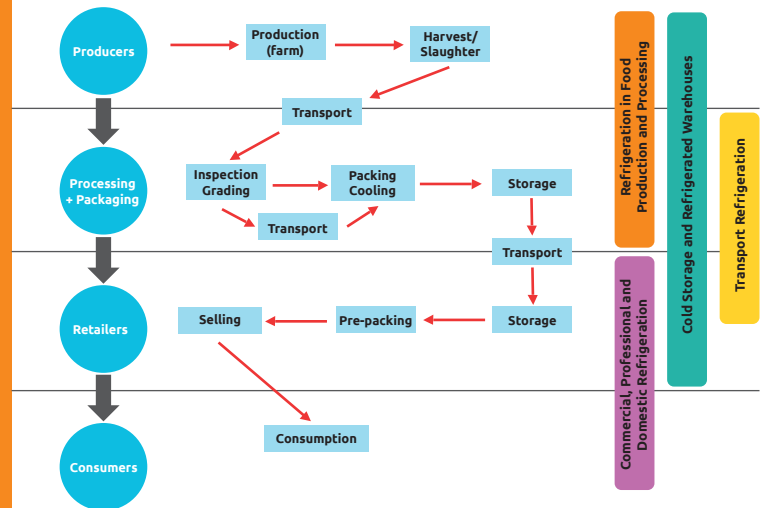 Producers
Production
(farm)
Harvest/
Slaughter
Transport
Processing
+ Packaging
Inspection
Grading
Packing
Cooling
Storage
Transport
Transport
Retailers
Selling
Pre-packing
Storage
Consumption
Consumers
Refrigeration in Food
Production and Processing
Commercial, Professional and
Domestic Refrigeration
Cold Storage and Refrigerated Warehouses
Transport Refrigeration